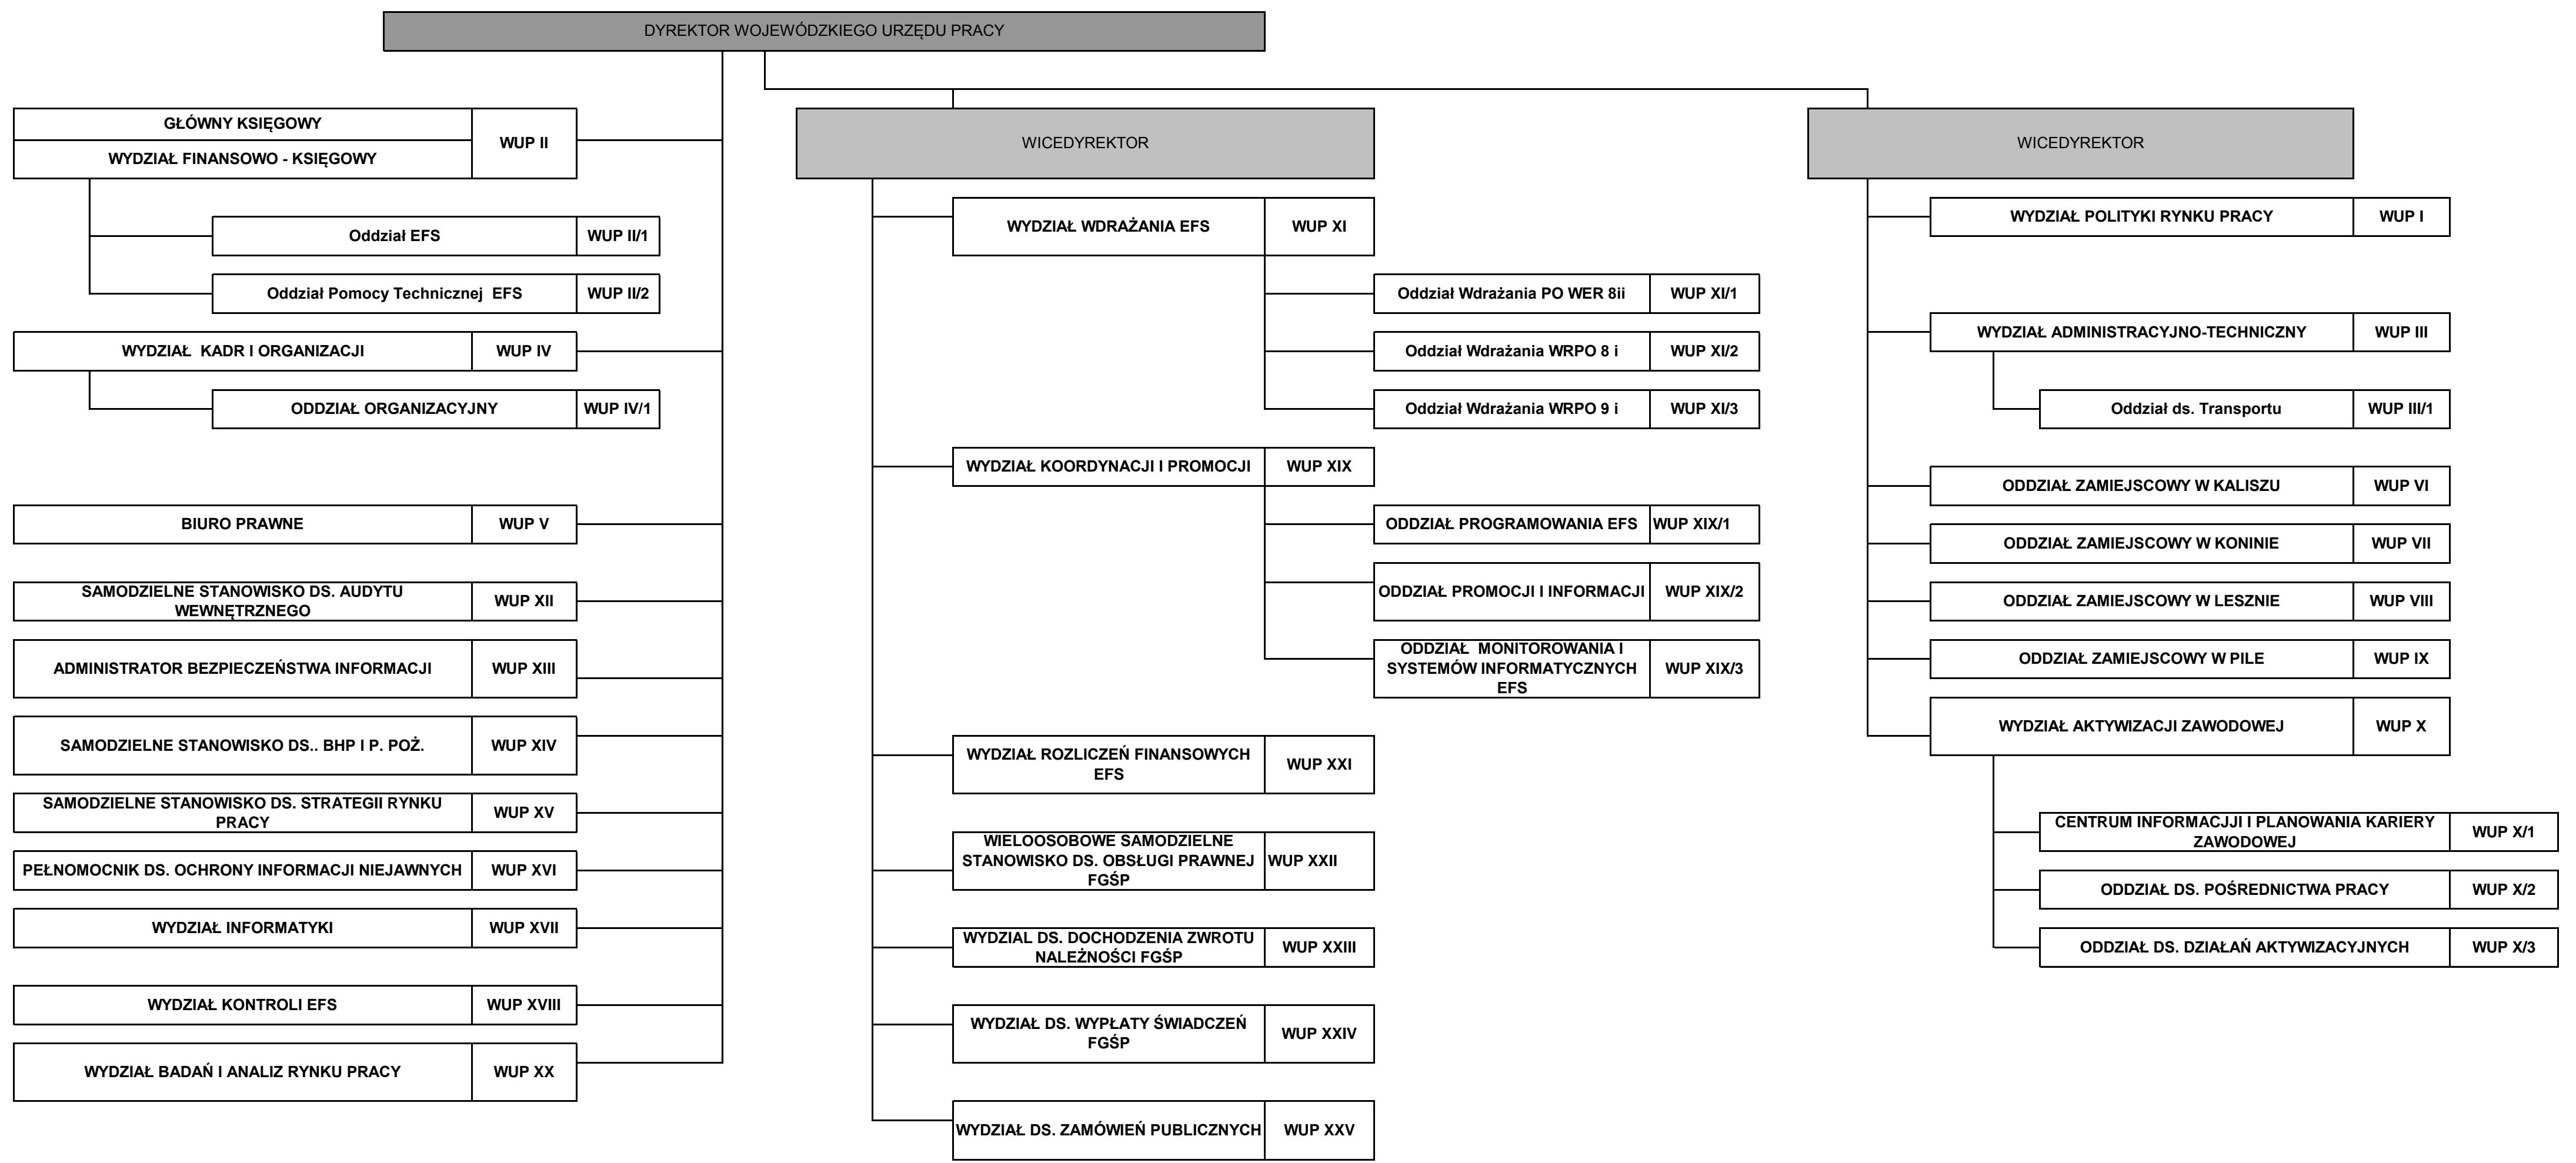 DYREKTOR WOJEWÓDZKIEGO URZĘDU PRACY
GŁÓWNY KSIĘGOWY
WYDZIAŁ FINANSOWO - KSIĘGOWY
WUP II
Oddział EFS
WUP II/1
Oddział Pomocy Technicznej  EFS
WUP II/2
WYDZIAŁ  KADR I ORGANIZACJI
WUP IV
ODDZIAŁ ORGANIZACYJNY
WUP IV/1
BIURO PRAWNE
WUP V
SAMODZIELNE STANOWISKO DS. AUDYTU
WEWNĘTRZNEGO
WUP XII
ADMINISTRATOR BEZPIECZEŃSTWA INFORMACJI
WUP XIII
SAMODZIELNE STANOWISKO DS.. BHP I P. POŻ.
WUP XIV
SAMODZIELNE STANOWISKO DS. STRATEGII RYNKU
PRACY
WUP XV
PEŁNOMOCNIK DS. OCHRONY INFORMACJI NIEJAWNYCH
WUP XVI
WYDZIAŁ INFORMATYKI
WUP XVII
WYDZIAŁ KONTROLI EFS
WUP XVIII
WYDZIAŁ BADAŃ I ANALIZ RYNKU PRACY
WUP XX
WICEDYREKTOR
WYDZIAŁ WDRAŻANIA EFS
WUP XI
Oddział Wdrażania PO WER 8ii
WUP XI/1
Oddział Wdrażania WRPO 8 i
WUP XI/2
Oddział Wdrażania WRPO 9 i
WUP XI/3
WYDZIAŁ KOORDYNACJI I PROMOCJI
WUP XIX
ODDZIAŁ PROGRAMOWANIA EFS
WUP XIX/1
ODDZIAŁ PROMOCJI I INFORMACJI
WUP XIX/2
ODDZIAŁ  MONITOROWANIA I
SYSTEMÓW INFORMATYCZNYCH
EFS
WUP XIX/3
WYDZIAŁ ROZLICZEŃ FINANSOWYCH
EFS
WUP XXI
WIELOOSOBOWE SAMODZIELNE
STANOWISKO DS. OBSŁUGI PRAWNEJ
FGŚP
WUP XXII
WYDZIAL DS. DOCHODZENIA ZWROTU
NALEŻNOŚCI FGŚP
WUP XXIII
WYDZIAŁ DS. WYPŁATY ŚWIADCZEŃ
FGŚP
WUP XXIV
WYDZIAŁ DS. ZAMÓWIEŃ PUBLICZNYCH
WUP XXV
WICEDYREKTOR
WYDZIAŁ POLITYKI RYNKU PRACY
WUP I
WYDZIAŁ ADMINISTRACYJNO-TECHNICZNY
WUP III
Oddział ds. Transportu
WUP III/1
ODDZIAŁ ZAMIEJSCOWY W KALISZU
WUP VI
ODDZIAŁ ZAMIEJSCOWY W KONINIE
WUP VII
ODDZIAŁ ZAMIEJSCOWY W LESZNIE
WUP VIII
ODDZIAŁ ZAMIEJSCOWY W PILE
WUP IX
WYDZIAŁ AKTYWIZACJI ZAWODOWEJ
WUP X
CENTRUM INFORMACJJI I PLANOWANIA KARIERY
ZAWODOWEJ
WUP X/1
ODDZIAŁ DS. POŚREDNICTWA PRACY
WUP X/2
ODDZIAŁ DS. DZIAŁAŃ AKTYWIZACYJNYCH
WUP X/3